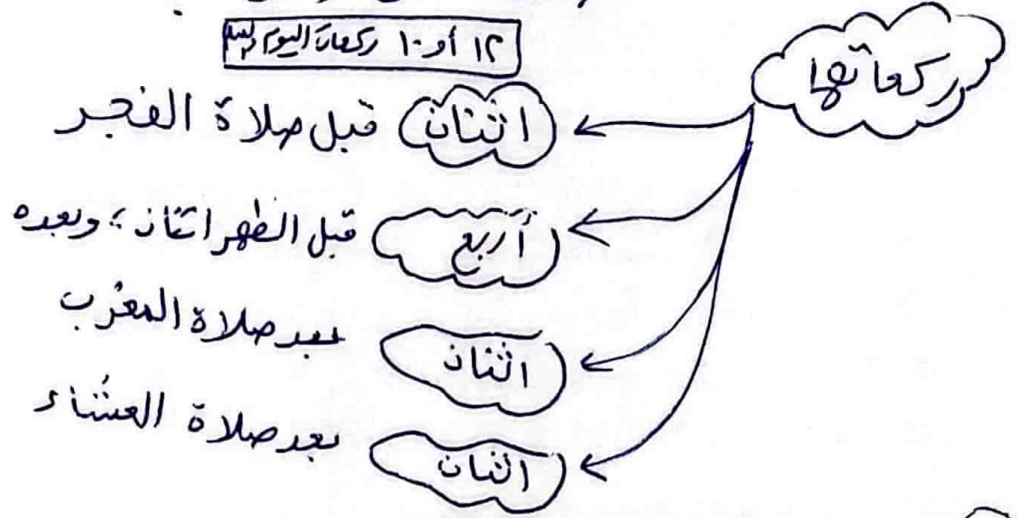 ١٢ أو ١٠ ركعات اليوم
ركعاتها
اثنان قبل صلاة الفجر
أربع قبل الظهر اثنان ؛ وبعده
اثنان بعد صلاة المغرب
اثنان بعد صلاة العشاء